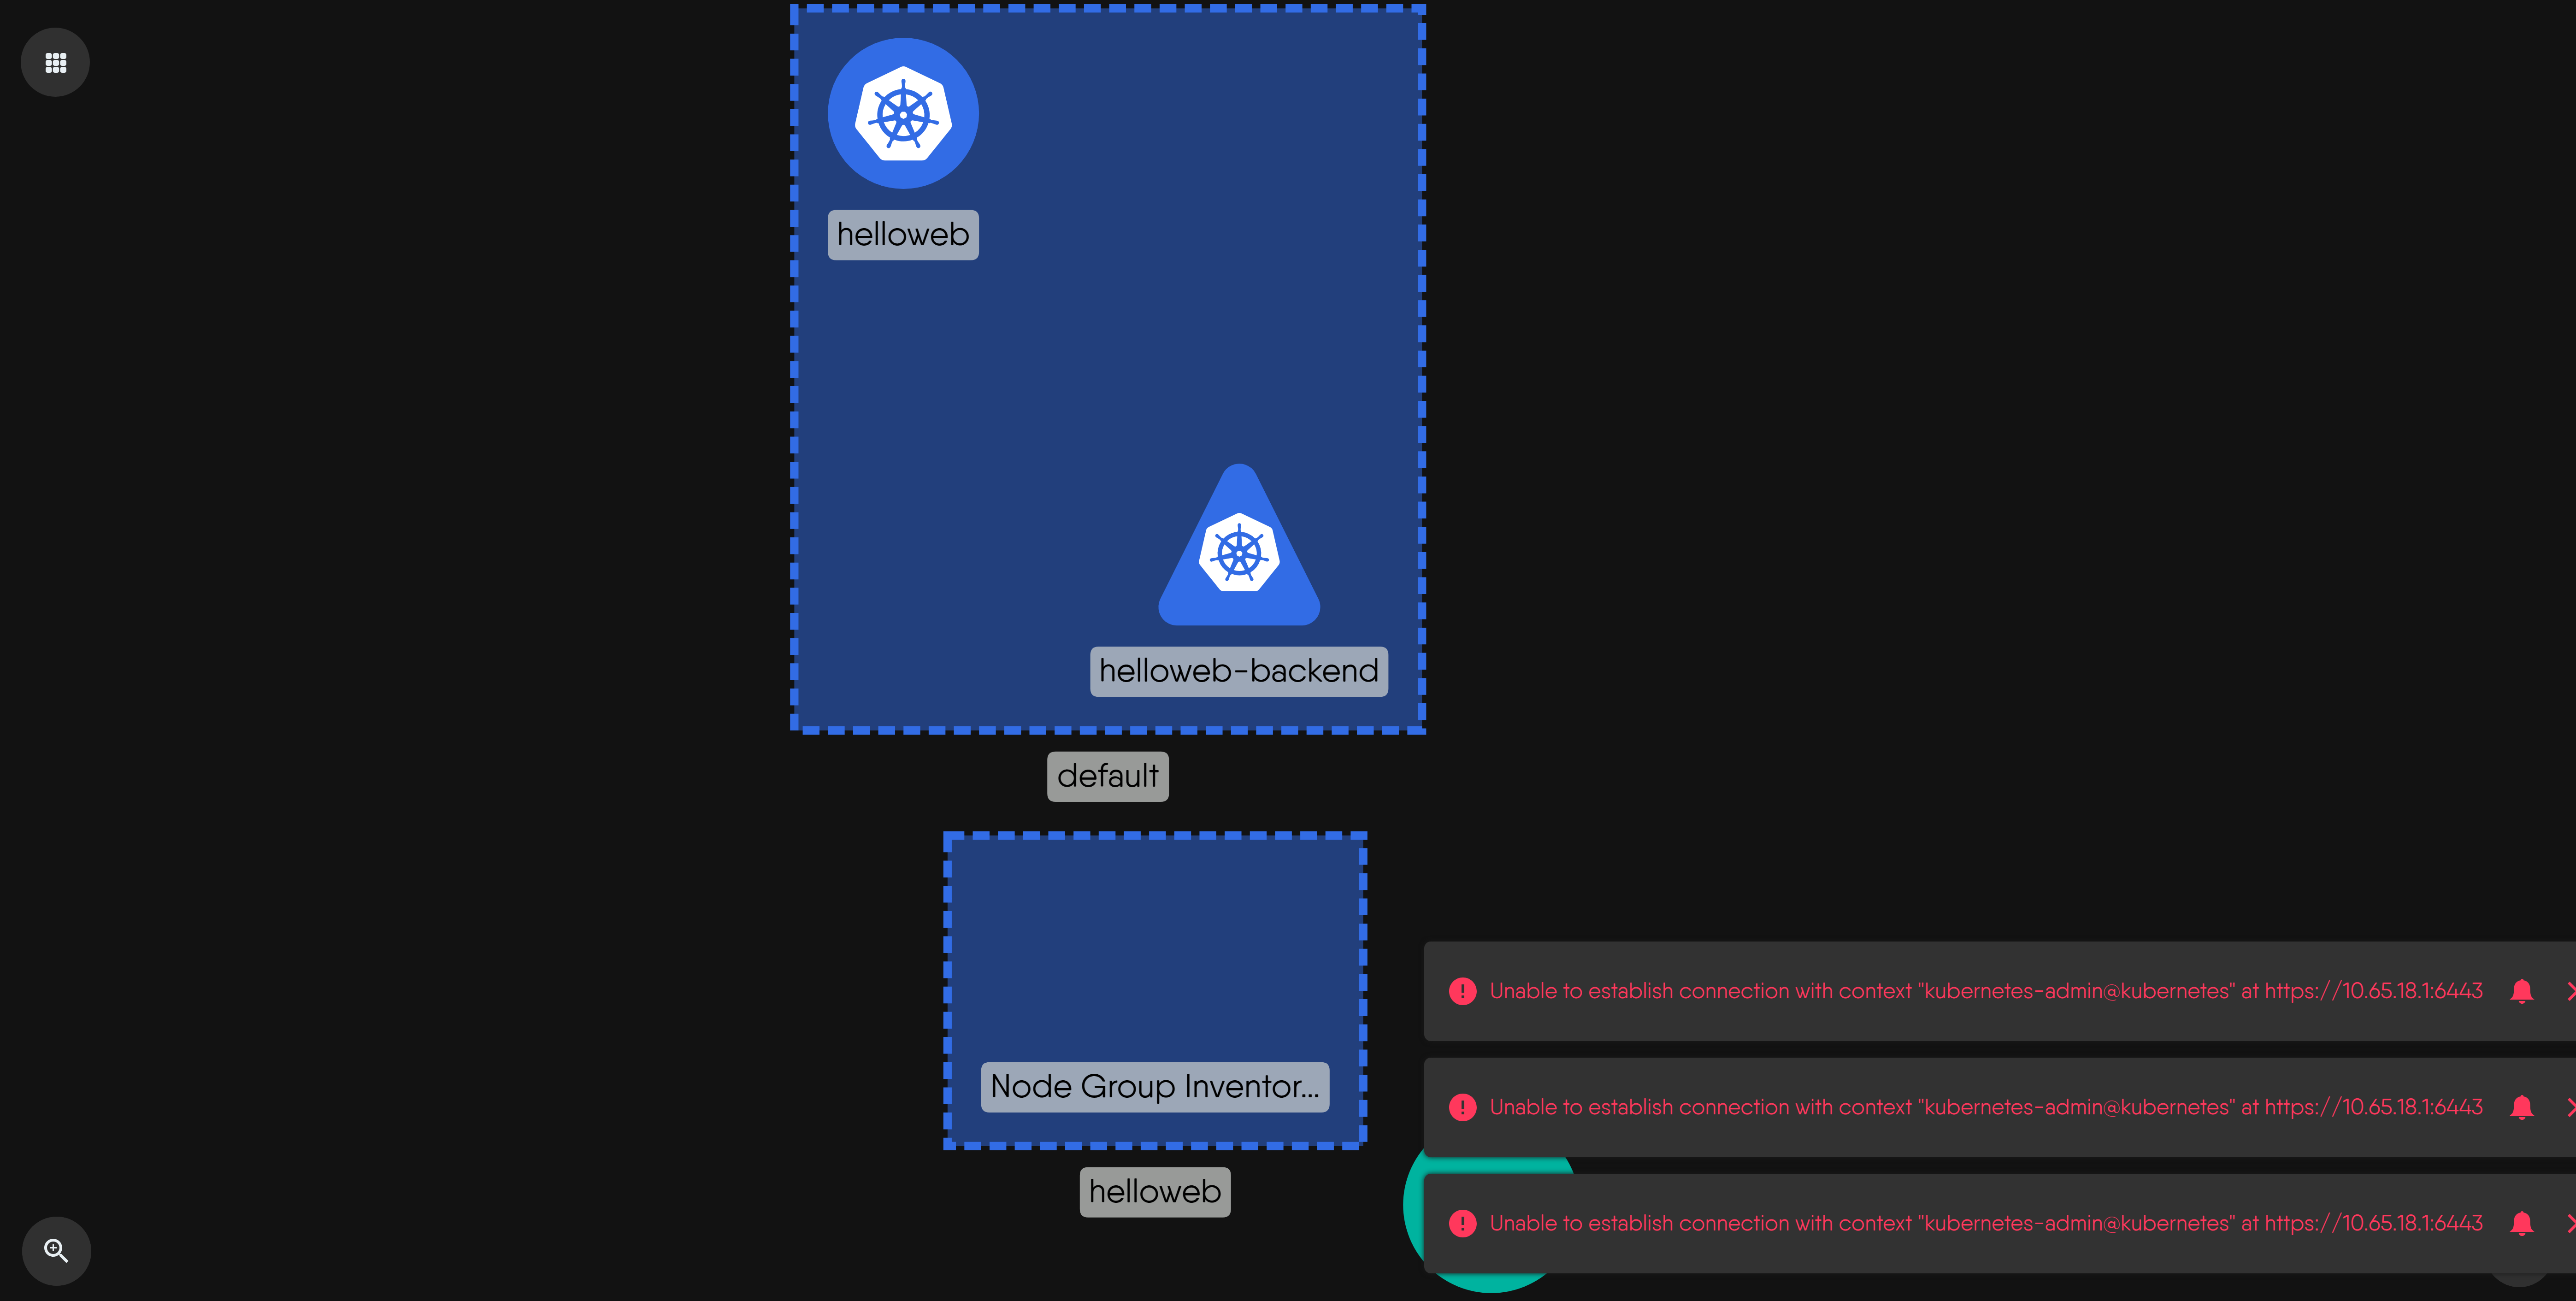 helloweb
helloweb-backend
default
Node Group Inventor...
helloweb
Unable to establish connection with context "kubernetes-admin@kubernetes" at https://10.65.18.1:6443
Unable to establish connection with context "kubernetes-admin@kubernetes" at https://10.65.18.1:6443
Unable to establish connection with context "kubernetes-admin@kubernetes" at https://10.65.18.1:6443